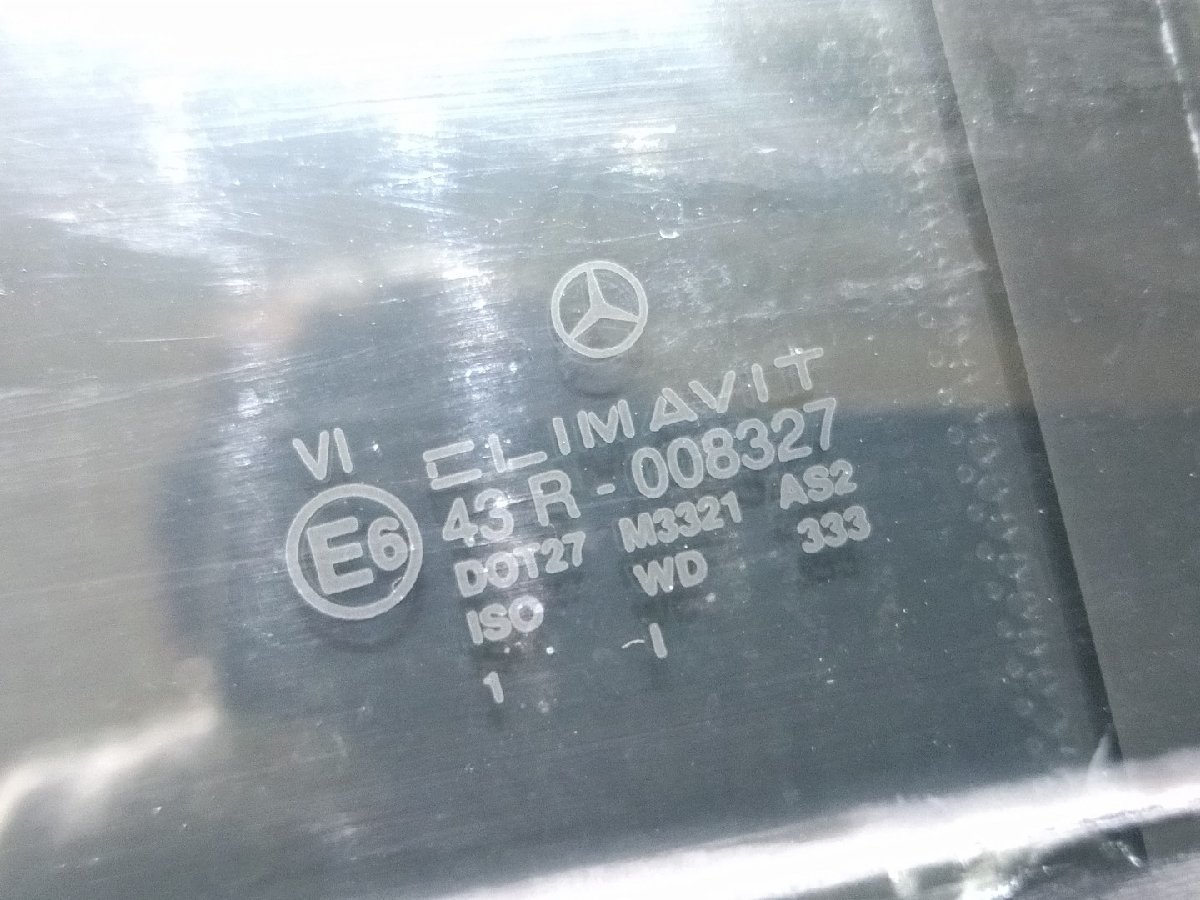 CLIMAVIT
VI
43 R - 008327
E6
DOT27 M3321 AS2
ISO WD 333
1 I